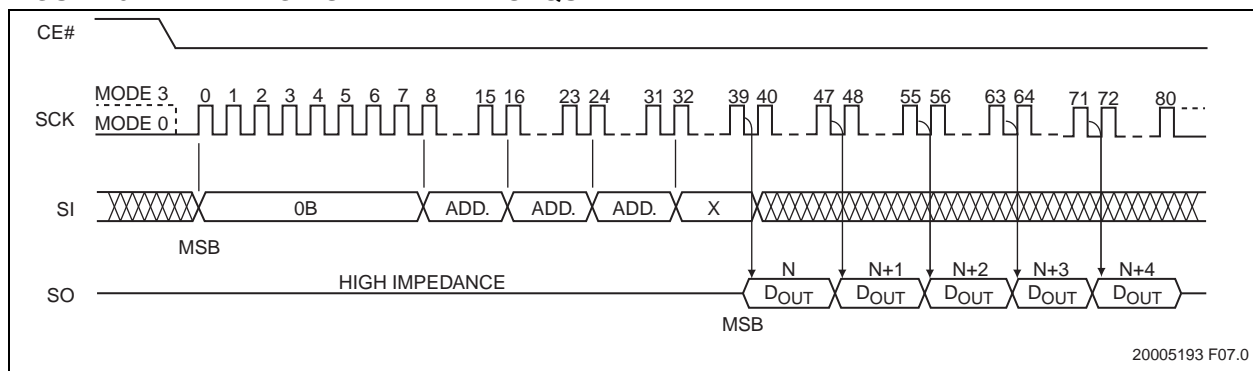 CE#
MODE 3
0 1 2 3 4 5 6 7 8 15 16 23 24 31 32 39 40 47 48 55 56 63 64 71 72 80
SCK
MODE 0
SI
0B ADD. ADD. ADD. X
MSB
N N+1 N+2 N+3 N+4
HIGH IMPEDANCE
SO
DOUT DOUT DOUT DOUT DOUT
MSB
20005193 F07.0